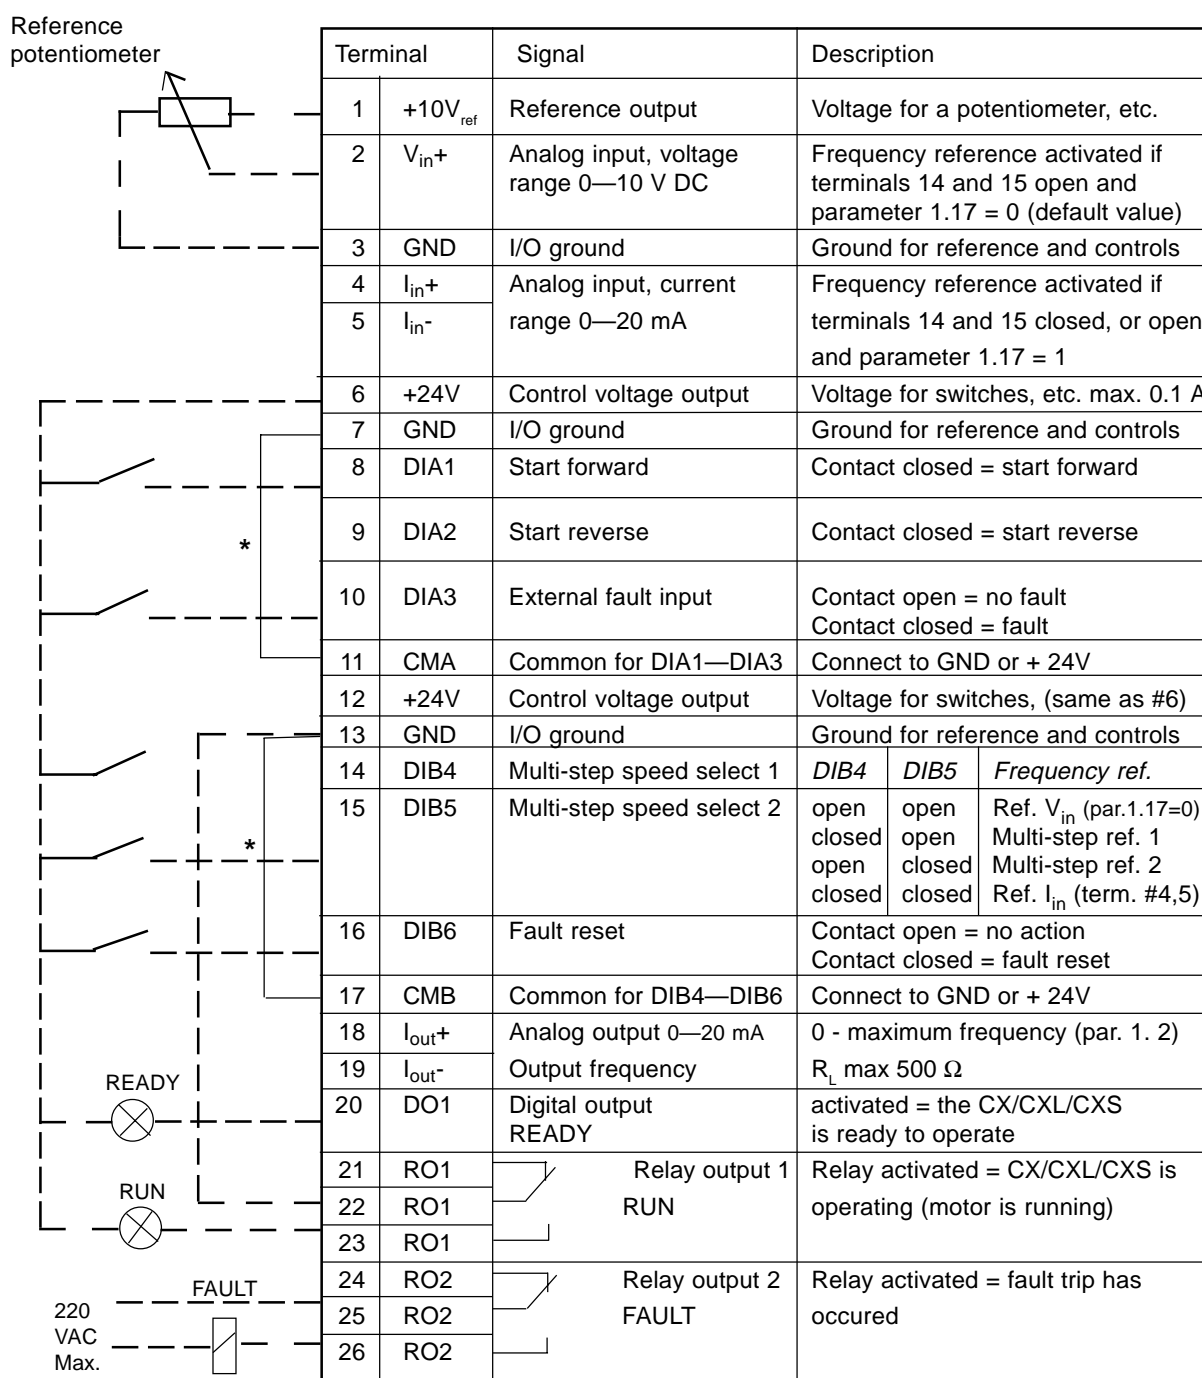 Reference
potentiometer
Terminal Signal Description
1 +10Vref Reference output Voltage for a potentiometer, etc.
2 Vin+ Analog input, voltage Frequency reference activated if
range 0—10 V DC terminals 14 and 15 open and
parameter 1.17 = 0 (default value)
3 GND I/O ground Ground for reference and controls
4 Iin+ Analog input, current Frequency reference activated if
5 Iin- range 0—20 mA terminals 14 and 15 closed, or open
and parameter 1.17 = 1
6 +24V Control voltage output Voltage for switches, etc. max. 0.1 A
7 GND I/O ground Ground for reference and controls
8 DIA1 Start forward Contact closed = start forward
* 9 DIA2 Start reverse Contact closed = start reverse
10 DIA3 External fault input Contact open = no fault
Contact closed = fault
11 CMA Common for DIA1—DIA3 Connect to GND or + 24V
12 +24V Control voltage output Voltage for switches, (same as #6)
13 GND I/O ground Ground for reference and controls
14 DIB4 Multi-step speed select 1 DIB4 DIB5 Frequency ref.
15 DIB5 Multi-step speed select 2 open open Ref. Vin (par.1.17=0)
closed open Multi-step ref. 1
* open closed Multi-step ref. 2
closed closed Ref. Iin (term. #4,5)
16 DIB6 Fault reset Contact open = no action
Contact closed = fault reset
17 CMB Common for DIB4—DIB6 Connect to GND or + 24V
18 Iout+ Analog output 0—20 mA 0 - maximum frequency (par. 1. 2)
19 Iout- Output frequency RL max 500 Ω
READY
20 DO1 Digital output activated = the CX/CXL/CXS
READY is ready to operate
21 RO1 Relay output 1 Relay activated = CX/CXL/CXS is
RUN
22 RO1 RUN operating (motor is running)
23 RO1
24 RO2 Relay output 2 Relay activated = fault trip has
FAULT
25 RO2 FAULT occured
220
VAC
Max.
26 RO2